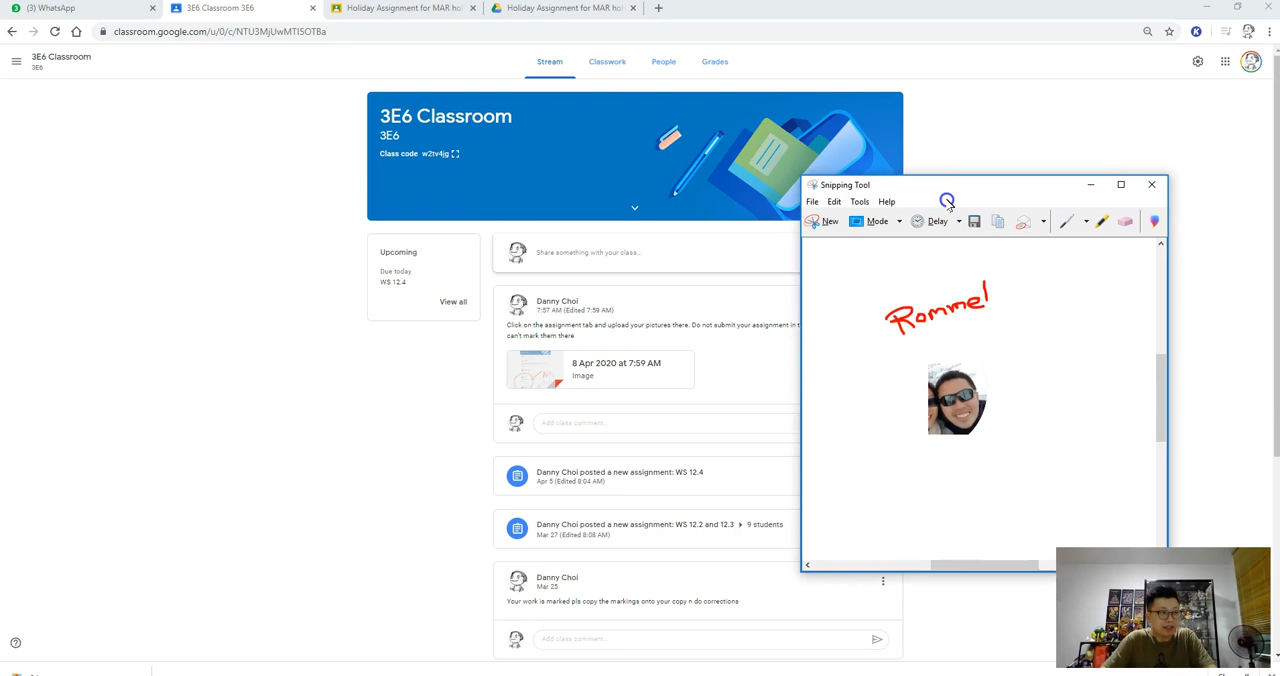 (3) WhatsApp
3E6 Classroom 3E6
Holiday Assignment for MAR hol
Holiday Assignment for MAR hol
classroom.google.com/u/0/c/NTU3MjUwMTI5OTBa
3E6 Classroom
3E6
Stream
Classwork
People
Grades
3E6 Classroom
3E6
Class code w2tv4jg
Upcoming
Due today
WS 12.4
View all
Share something with your class...
Danny Choi
7:57 AM (Edited 7:59 AM)
Click on the assignment tab and upload your pictures there. Do not submit your assignment in t
can't mark them there
8 Apr 2020 at 7:59 AM
Image
Add class comment...
Danny Choi posted a new assignment: WS 12.4
Apr 5 (Edited 8:04 AM)
Danny Choi posted a new assignment: WS 12.2 and 12.3 9 students
Mar 27 (Edited 8:08 AM)
Danny Choi
Mar 25
Your work is marked pls copy the markings onto your copy n do corrections
Add class comment...
Snipping Tool
File Edit Tools Help
New Mode Delay
Rommel